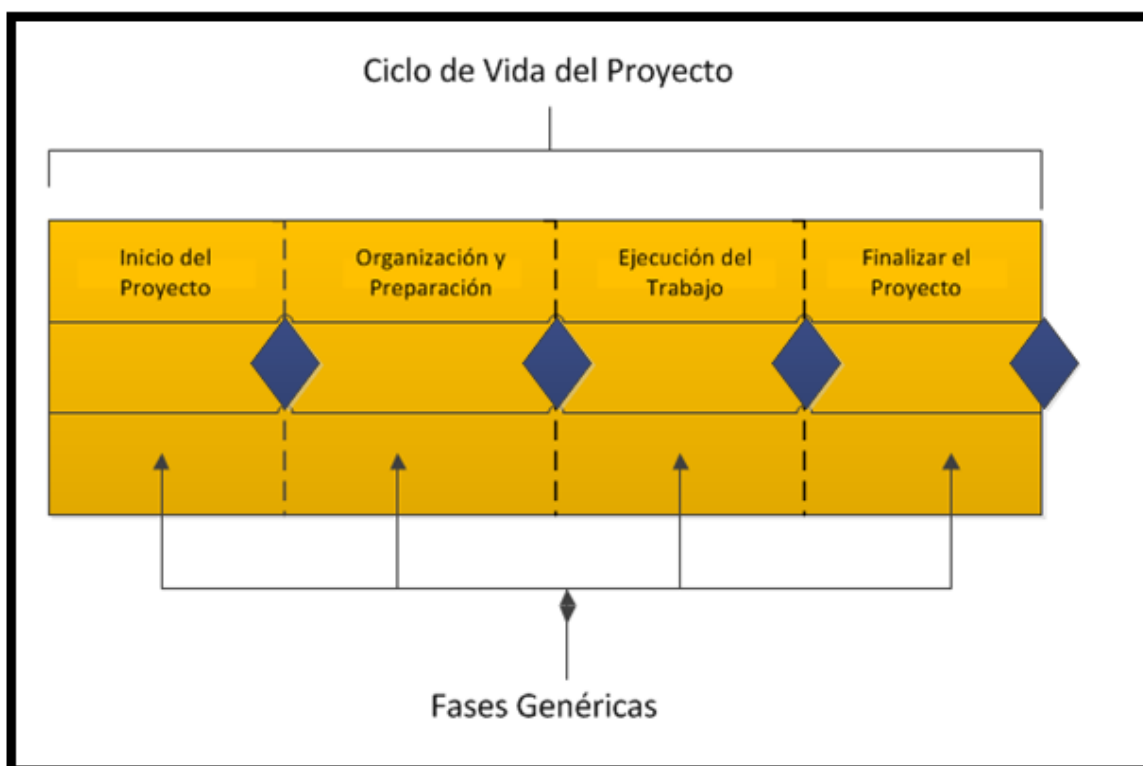 Ciclo de Vida del Proyecto
Inicio del
Proyecto
Organización y
Preparación
Ejecución del
Trabajo
Finalizar el
Proyecto
Fases Genéricas